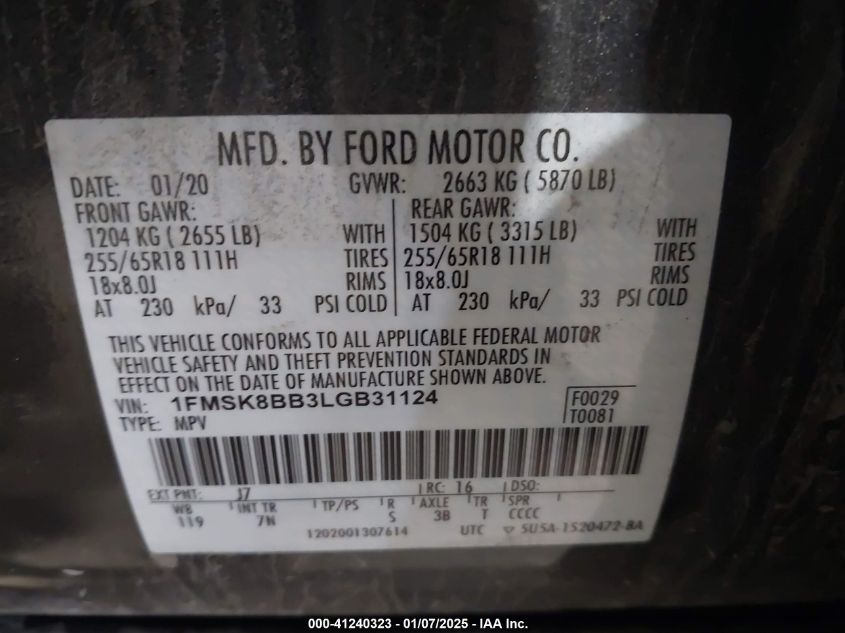 MFD. BY FORD MOTOR CO.
DATE: 01/20 GVWR: 2663 KG ( 5870 LB)
FRONT GAWR: REAR GAWR:
1204 KG ( 2655 LB) WITH 1504 KG ( 3315 LB) WITH
255/65R18 111H TIRES 255/65R18 111H TIRES
18x8.0J RIMS 18x8.0J RIMS
AT 230 kPa/ 33 PSI COLD AT 230 kPa/ 33 PSI COLD
THIS VEHICLE CONFORMS TO ALL APPLICABLE FEDERAL MOTOR
VEHICLE SAFETY AND THEFT PREVENTION STANDARDS IN
EFFECT ON THE DATE OF MANUFACTURE SHOWN ABOVE.
VIN: 1FMSK8BB3LGB31124 F0029
TYPE: MPV T0081
EXT PNT: J7 RC: 16 DSO:
WB INT TR TP/PS R AXLE TR SPR
119 7N S 3B T CCCC
1202001307614 UTC ▽ 5U5A-1520472-BA
000-41240323 - 01/07/2025 - IAA Inc.